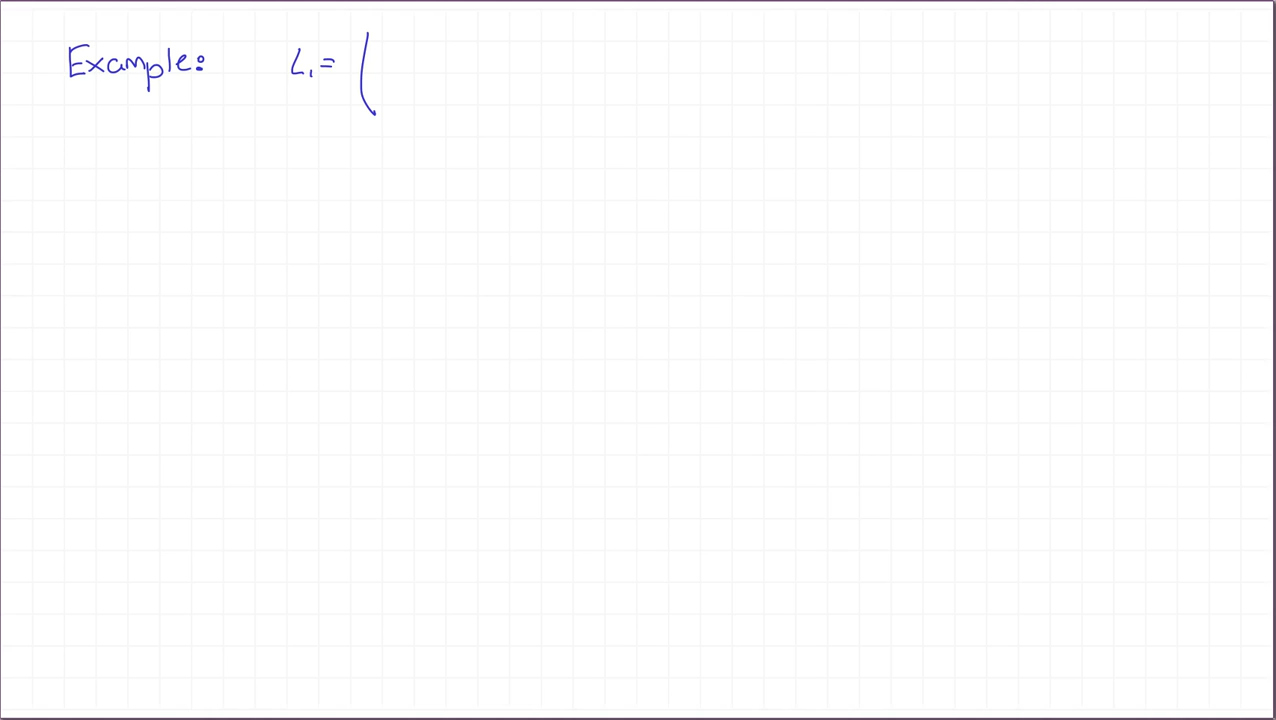 Example: L₁ = (